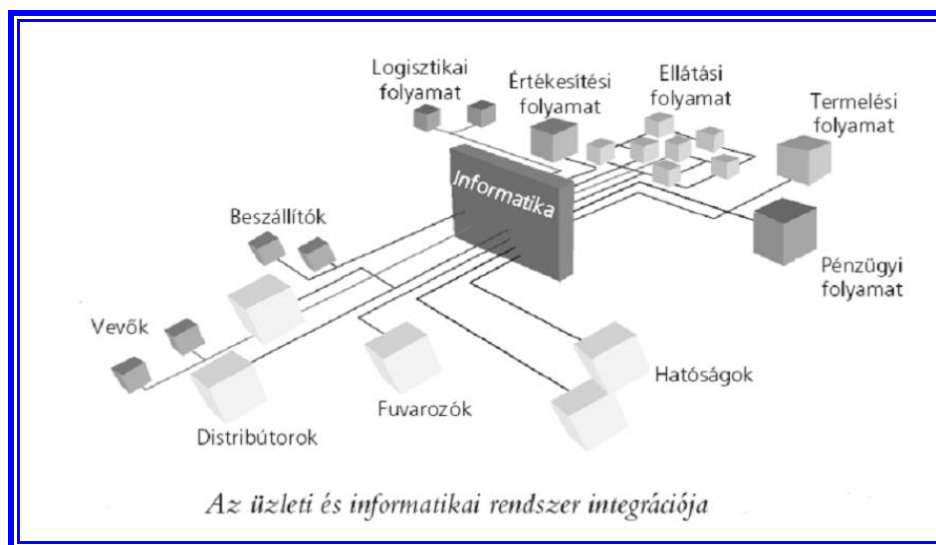 Logisztikai
folyamat
Értékesítési
folyamat
Ellátási
folyamat
Termelési
folyamat
Informatika
Beszállítók
Pénzügyi
folyamat
Vevők
Hatóságok
Fuvarozók
Distribútorok
Az üzleti és informatikai rendszer integrációja